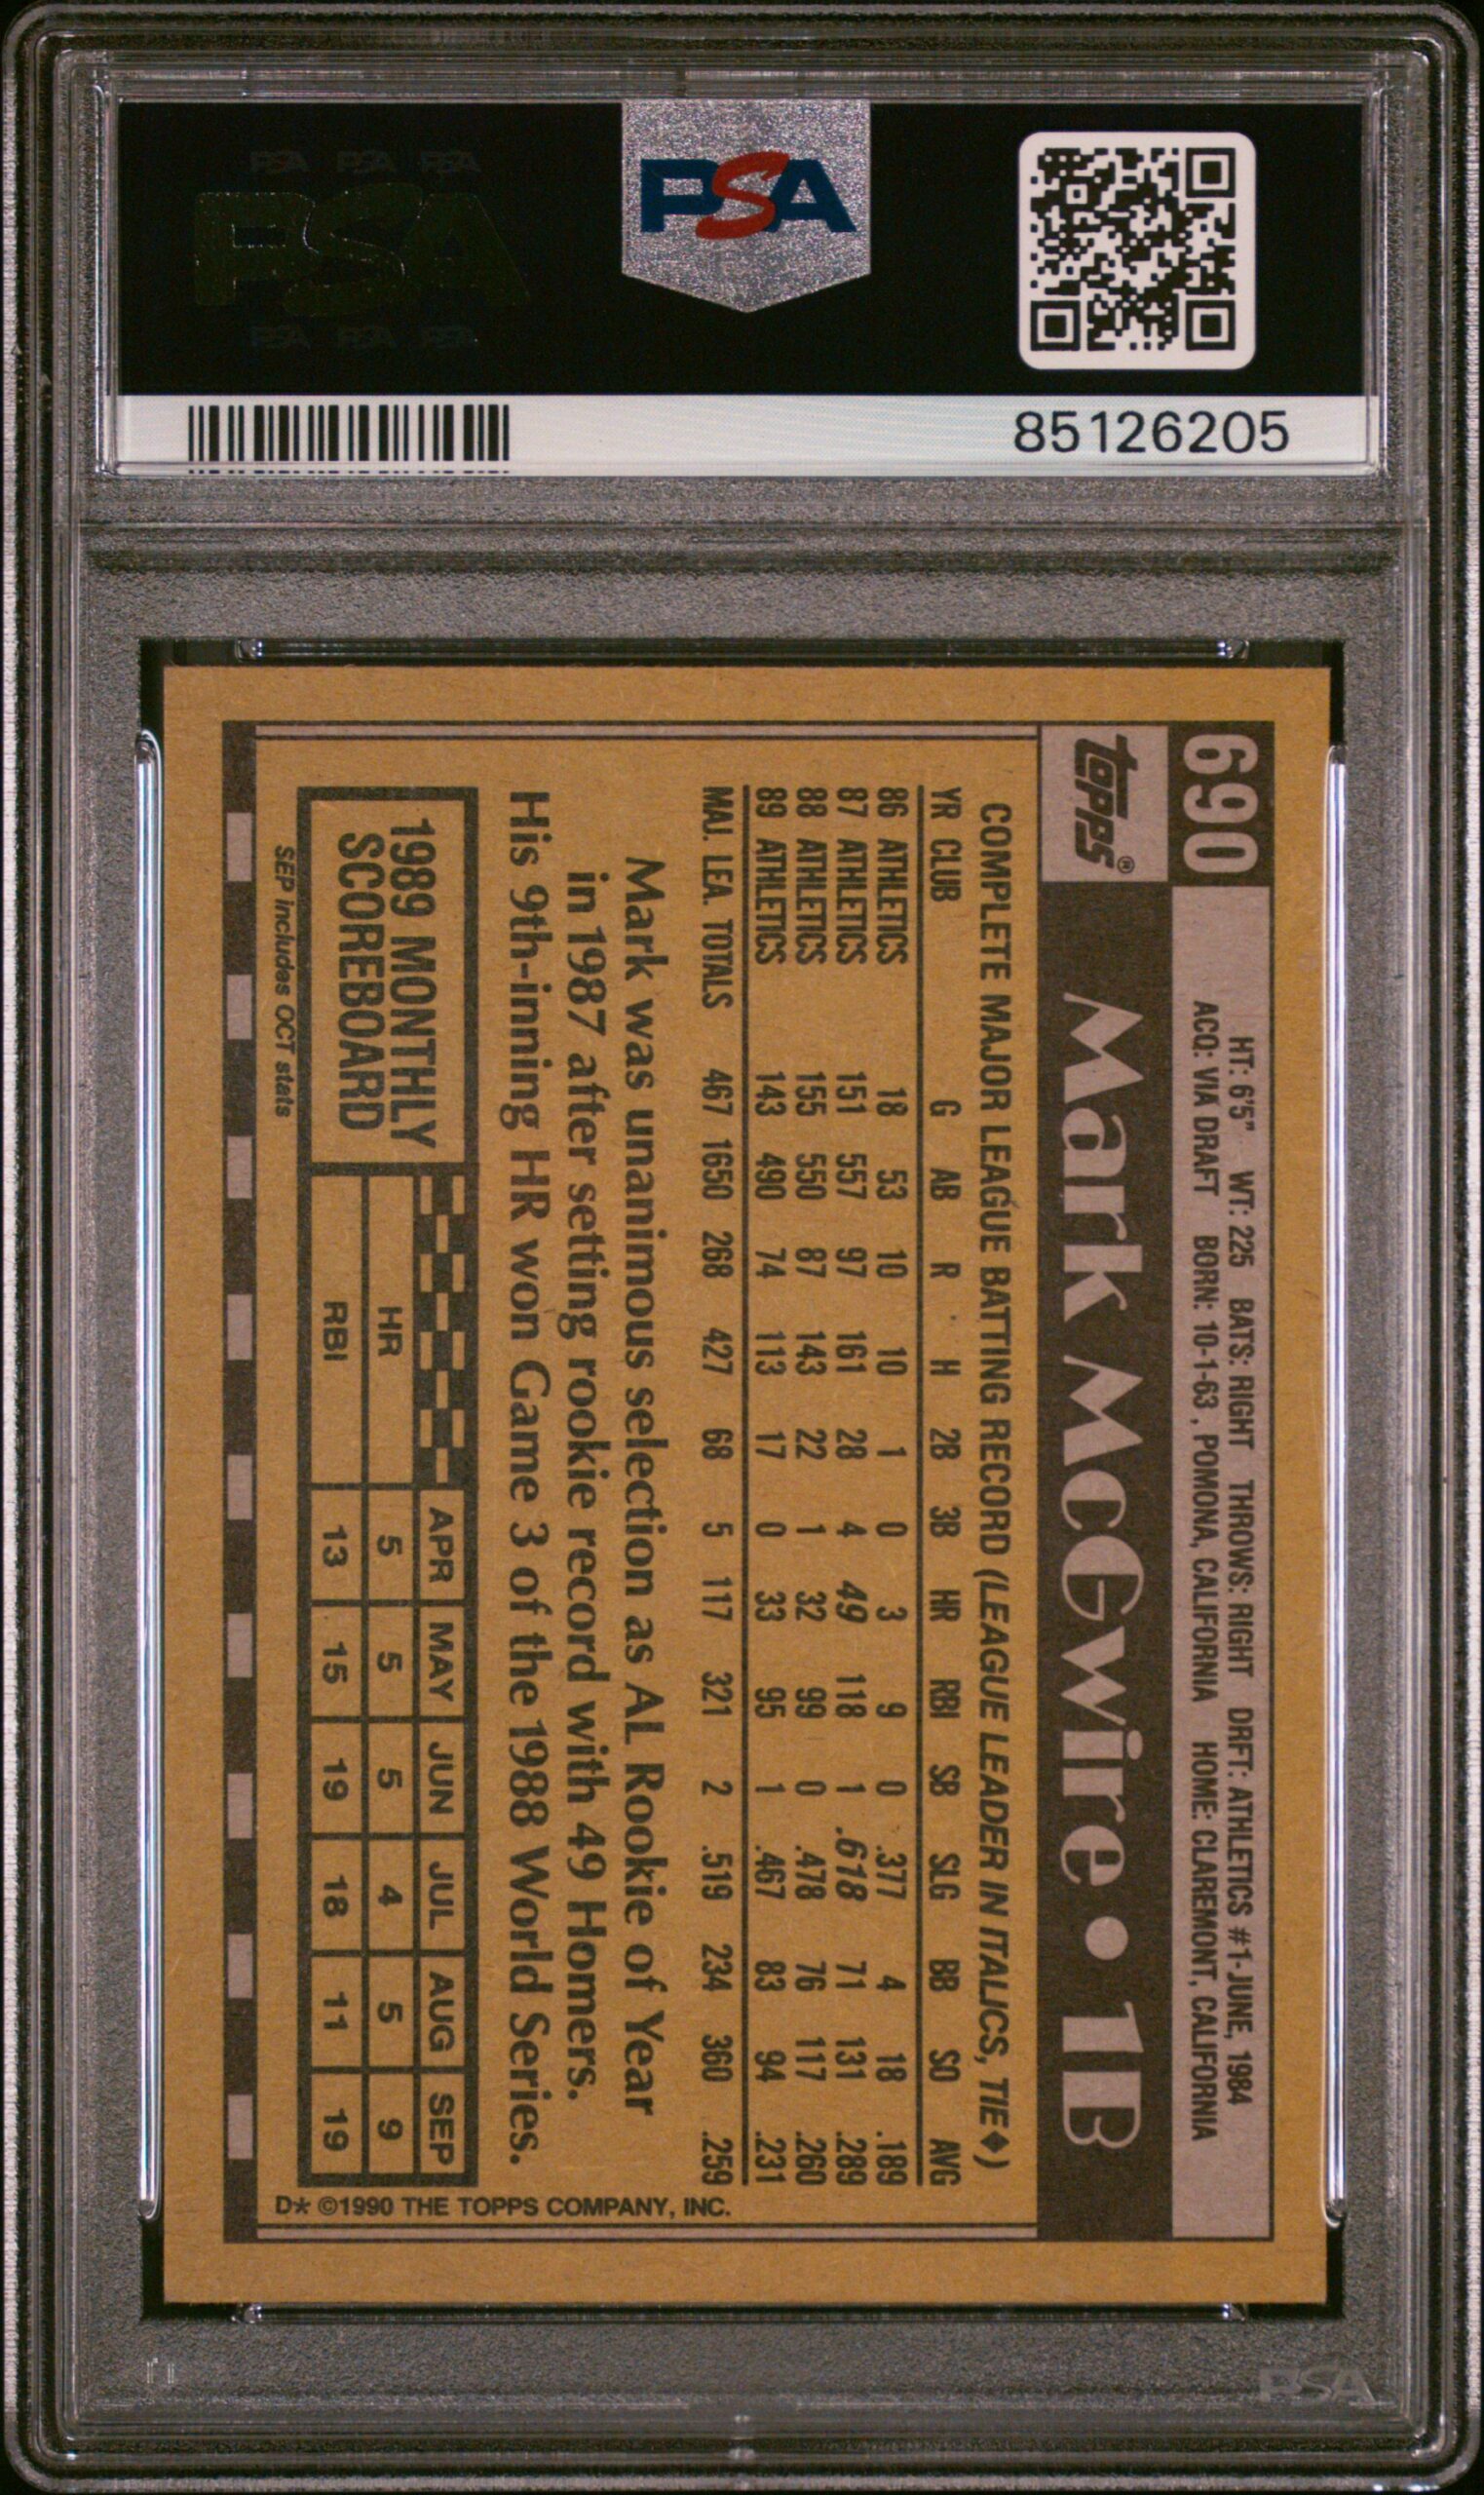 PSA PSA PSA
PSA
PSA PSA PSA
PSA
85126205
690
HT: 6'5" WT: 225 BATS: RIGHT THROWS: RIGHT DRFT: ATHLETICS #1-JUNE, 1984
ACQ: VIA DRAFT BORN: 10-1-63, POMONA, CALIFORNIA HOME: CLAREMONT, CALIFORNIA
TOPPS®
Mark McGwire • 1B
COMPLETE MAJOR LEAGUE BATTING RECORD (LEAGUE LEADER IN ITALICS, TIE♦)
YR CLUB G AB R H 2B 3B HR RBI SB SLG BB SO AVG
86 ATHLETICS 18 53 10 10 1 0 3 9 0 .377 4 18 .189
87 ATHLETICS 151 557 97 161 28 4 49 118 1 .618 71 131 .289
88 ATHLETICS 155 550 87 143 22 1 32 99 0 .478 76 117 .260
89 ATHLETICS 143 490 74 113 17 0 33 95 1 .467 83 94 .231
MAJ. LEA. TOTALS 467 1650 268 427 68 5 117 321 2 .519 234 360 .259
Mark was unanimous selection as AL Rookie of Year
in 1987 after setting rookie record with 49 Homers.
His 9th-inning HR won Game 3 of the 1988 World Series.
1989 MONTHLY
SCOREBOARD
APR MAY JUN JUL AUG SEP
HR 5 5 5 4 5 9
RBI 13 15 19 18 11 19
SEP includes OCT stats
D* ©1990 THE TOPPS COMPANY, INC.
PSA